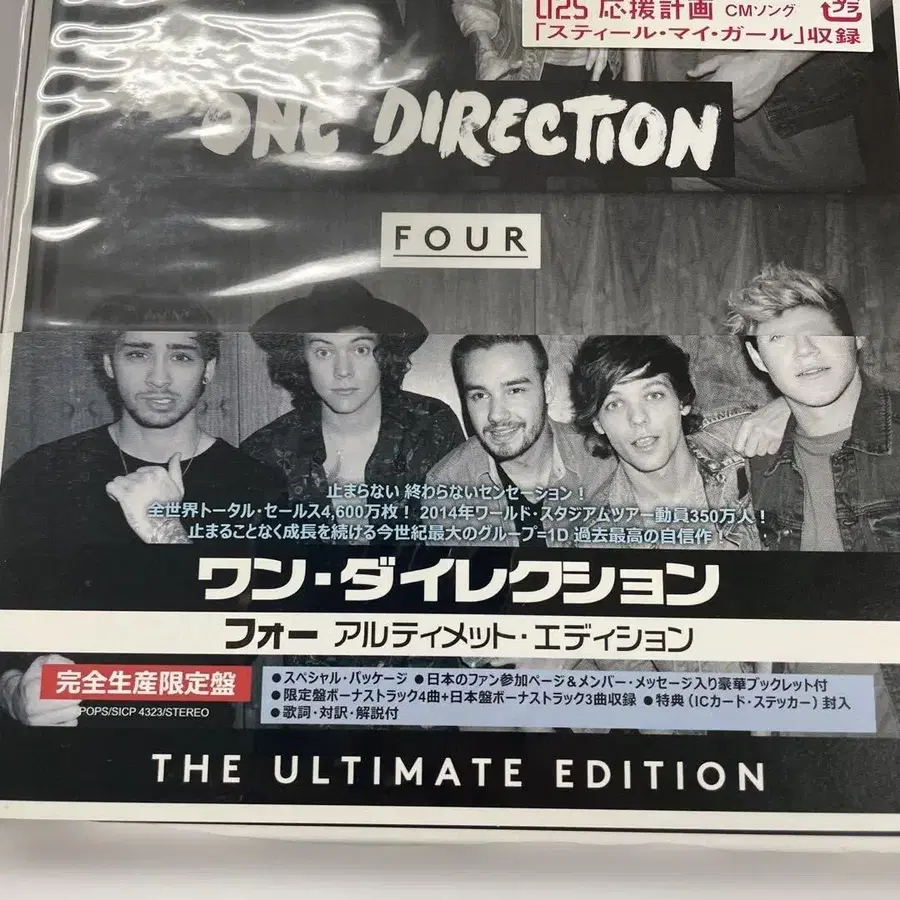 U25 応援計画 CMソング
「スティール・マイ・ガール」収録
プラ
ONE DIRECTION
FOUR
止まらない 終わらないセンセーション！
全世界トータル・セールス4,600万枚！ 2014年ワールド・スタジアムツアー動員350万人！
止まることなく成長を続ける今世紀最大のグループ=1D 過去最高の自信作！
ワン・ダイレクション
フォー アルティメット・エディション
完全生産限定盤
POPS/SICP 4323/STEREO
●スペシャル・パッケージ ●日本のファン参加ページ&メンバー・メッセージ入り豪華ブックレット付
●限定盤ボーナストラック4曲+日本盤ボーナストラック3曲収録 ●特典（ICカード・ステッカー）封入
●歌詞・対訳・解説付
THE ULTIMATE EDITION